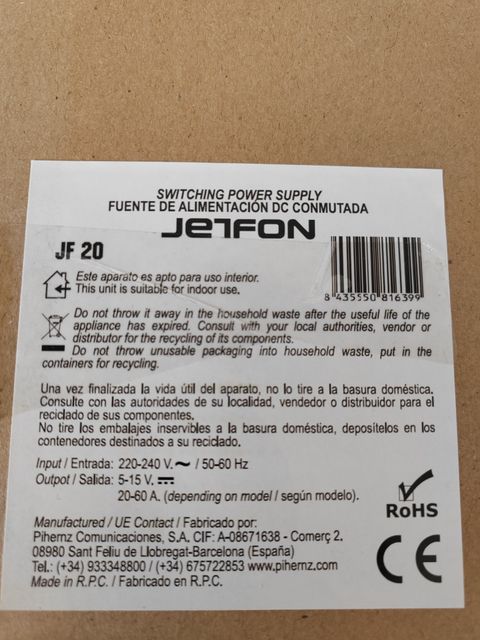 SWITCHING POWER SUPPLY
FUENTE DE ALIMENTACIÓN DC CONMUTADA
JETFON
JF 20
Este aparato es apto para uso interior.
This unit is suitable for indoor use.
8 435550 816399
Do not throw it away in the household waste after the useful life of the
appliance has expired. Consult with your local authorities, vendor or
distributor for the recycling of its components.
Do not throw unusable packaging into household waste, put in the
containers for recycling.
Una vez finalizada la vida útil del aparato, no lo tire a la basura doméstica.
Consulte con las autoridades de su localidad, vendedor o distribuidor para el
reciclado de sus componentes.
No tire los embalajes inservibles a la basura doméstica, deposítelos en los
contenedores destinados a su reciclado.
Input / Entrada: 220-240 V. ~ / 50-60 Hz
Outpot / Salida: 5-15 V. ⎓
20-60 A. (depending on model / según modelo).
RoHS
Manufactured / UE Contact / Fabricado por:
Pihernz Comunicaciones, S.A. CIF: A-08671638 - Comerç 2.
08980 Sant Feliu de Llobregat-Barcelona (España)
Tel.: (+34) 933348800 / (+34) 675722853 www.pihernz.com
Made in R.P.C. / Fabricado en R.P.C.
CE